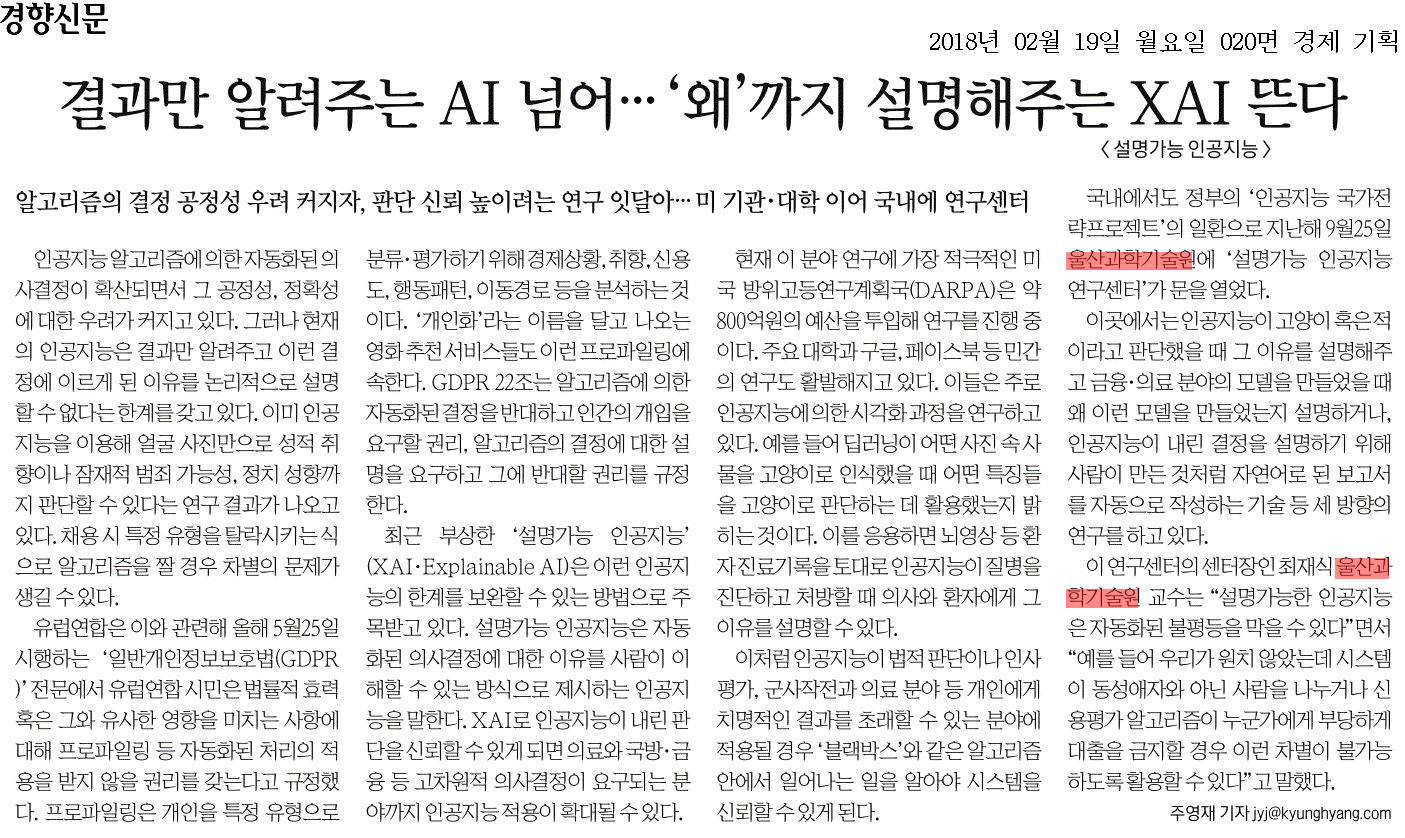 경향신문
2018년 02월 19일 월요일 020면 경제 기획
결과만 알려주는 AI 넘어…‘왜’까지 설명해주는 XAI 뜬다
〈설명가능 인공지능〉
알고리즘의 결정 공정성 우려 커지자, 판단 신뢰 높이려는 연구 잇달아… 미 기관·대학 이어 국내에 연구센터
인공지능 알고리즘에 의한 자동화된 의
사결정이 확산되면서 그 공정성, 정확성
에 대한 우려가 커지고 있다. 그러나 현재
의 인공지능은 결과만 알려주고 이런 결
정에 이르게 된 이유를 논리적으로 설명
할 수 없다는 한계를 갖고 있다. 이미 인공
지능을 이용해 얼굴 사진만으로 성적 취
향이나 잠재적 범죄 가능성, 정치 성향까
지 판단할 수 있다는 연구 결과가 나오고
있다. 채용 시 특정 유형을 탈락시키는 식
으로 알고리즘을 짤 경우 차별의 문제가
생길 수 있다.
유럽연합은 이와 관련해 올해 5월25일
시행하는 ‘일반개인정보보호법(GDPR
)’ 전문에서 유럽연합 시민은 법률적 효력
혹은 그와 유사한 영향을 미치는 사항에
대해 프로파일링 등 자동화된 처리의 적
용을 받지 않을 권리를 갖는다고 규정했
다. 프로파일링은 개인을 특정 유형으로
분류·평가하기 위해 경제상황, 취향, 신용
도, 행동패턴, 이동경로 등을 분석하는 것
이다. ‘개인화’라는 이름을 달고 나오는
영화 추천 서비스들도 이런 프로파일링에
속한다. GDPR 22조는 알고리즘에 의한
자동화된 결정을 반대하고 인간의 개입을
요구할 권리, 알고리즘의 결정에 대한 설
명을 요구하고 그에 반대할 권리를 규정
한다.
최근 부상한 ‘설명가능 인공지능’
(XAI·Explainable AI)은 이런 인공지
능의 한계를 보완할 수 있는 방법으로 주
목받고 있다. 설명가능 인공지능은 자동
화된 의사결정에 대한 이유를 사람이 이
해할 수 있는 방식으로 제시하는 인공지
능을 말한다. XAI로 인공지능이 내린 판
단을 신뢰할 수 있게 되면 의료와 국방·금
융 등 고차원적 의사결정이 요구되는 분
야까지 인공지능 적용이 확대될 수 있다.
현재 이 분야 연구에 가장 적극적인 미
국 방위고등연구계획국(DARPA)은 약
800억원의 예산을 투입해 연구를 진행 중
이다. 주요 대학과 구글, 페이스북 등 민간
의 연구도 활발해지고 있다. 이들은 주로
인공지능에 의한 시각화 과정을 연구하고
있다. 예를 들어 딥러닝이 어떤 사진 속 사
물을 고양이로 인식했을 때 어떤 특징들
을 고양이로 판단하는 데 활용했는지 밝
히는 것이다. 이를 응용하면 뇌영상 등 환
자 진료기록을 토대로 인공지능이 질병을
진단하고 처방할 때 의사와 환자에게 그
이유를 설명할 수 있다.
이처럼 인공지능이 법적 판단이나 인사
평가, 군사작전과 의료 분야 등 개인에게
치명적인 결과를 초래할 수 있는 분야에
적용될 경우 ‘블랙박스’와 같은 알고리즘
안에서 일어나는 일을 알아야 시스템을
신뢰할 수 있게 된다.
국내에서도 정부의 ‘인공지능 국가전
략프로젝트’의 일환으로 지난해 9월25일
울산과학기술원에 ‘설명가능 인공지능
연구센터’가 문을 열었다.
이곳에서는 인공지능이 고양이 혹은 적
이라고 판단했을 때 그 이유를 설명해주
고 금융·의료 분야의 모델을 만들었을 때
왜 이런 모델을 만들었는지 설명하거나,
인공지능이 내린 결정을 설명하기 위해
사람이 만든 것처럼 자연어로 된 보고서
를 자동으로 작성하는 기술 등 세 방향의
연구를 하고 있다.
이 연구센터의 센터장인 최재식 울산과
학기술원 교수는 “설명가능한 인공지능
은 자동화된 불평등을 막을 수 있다”면서
“예를 들어 우리가 원치 않았는데 시스템
이 동성애자와 아닌 사람을 나누거나 신
용평가 알고리즘이 누군가에게 부당하게
대출을 금지할 경우 이런 차별이 불가능
하도록 활용할 수 있다”고 말했다.
주영재 기자 jyj@kyunghyang.com